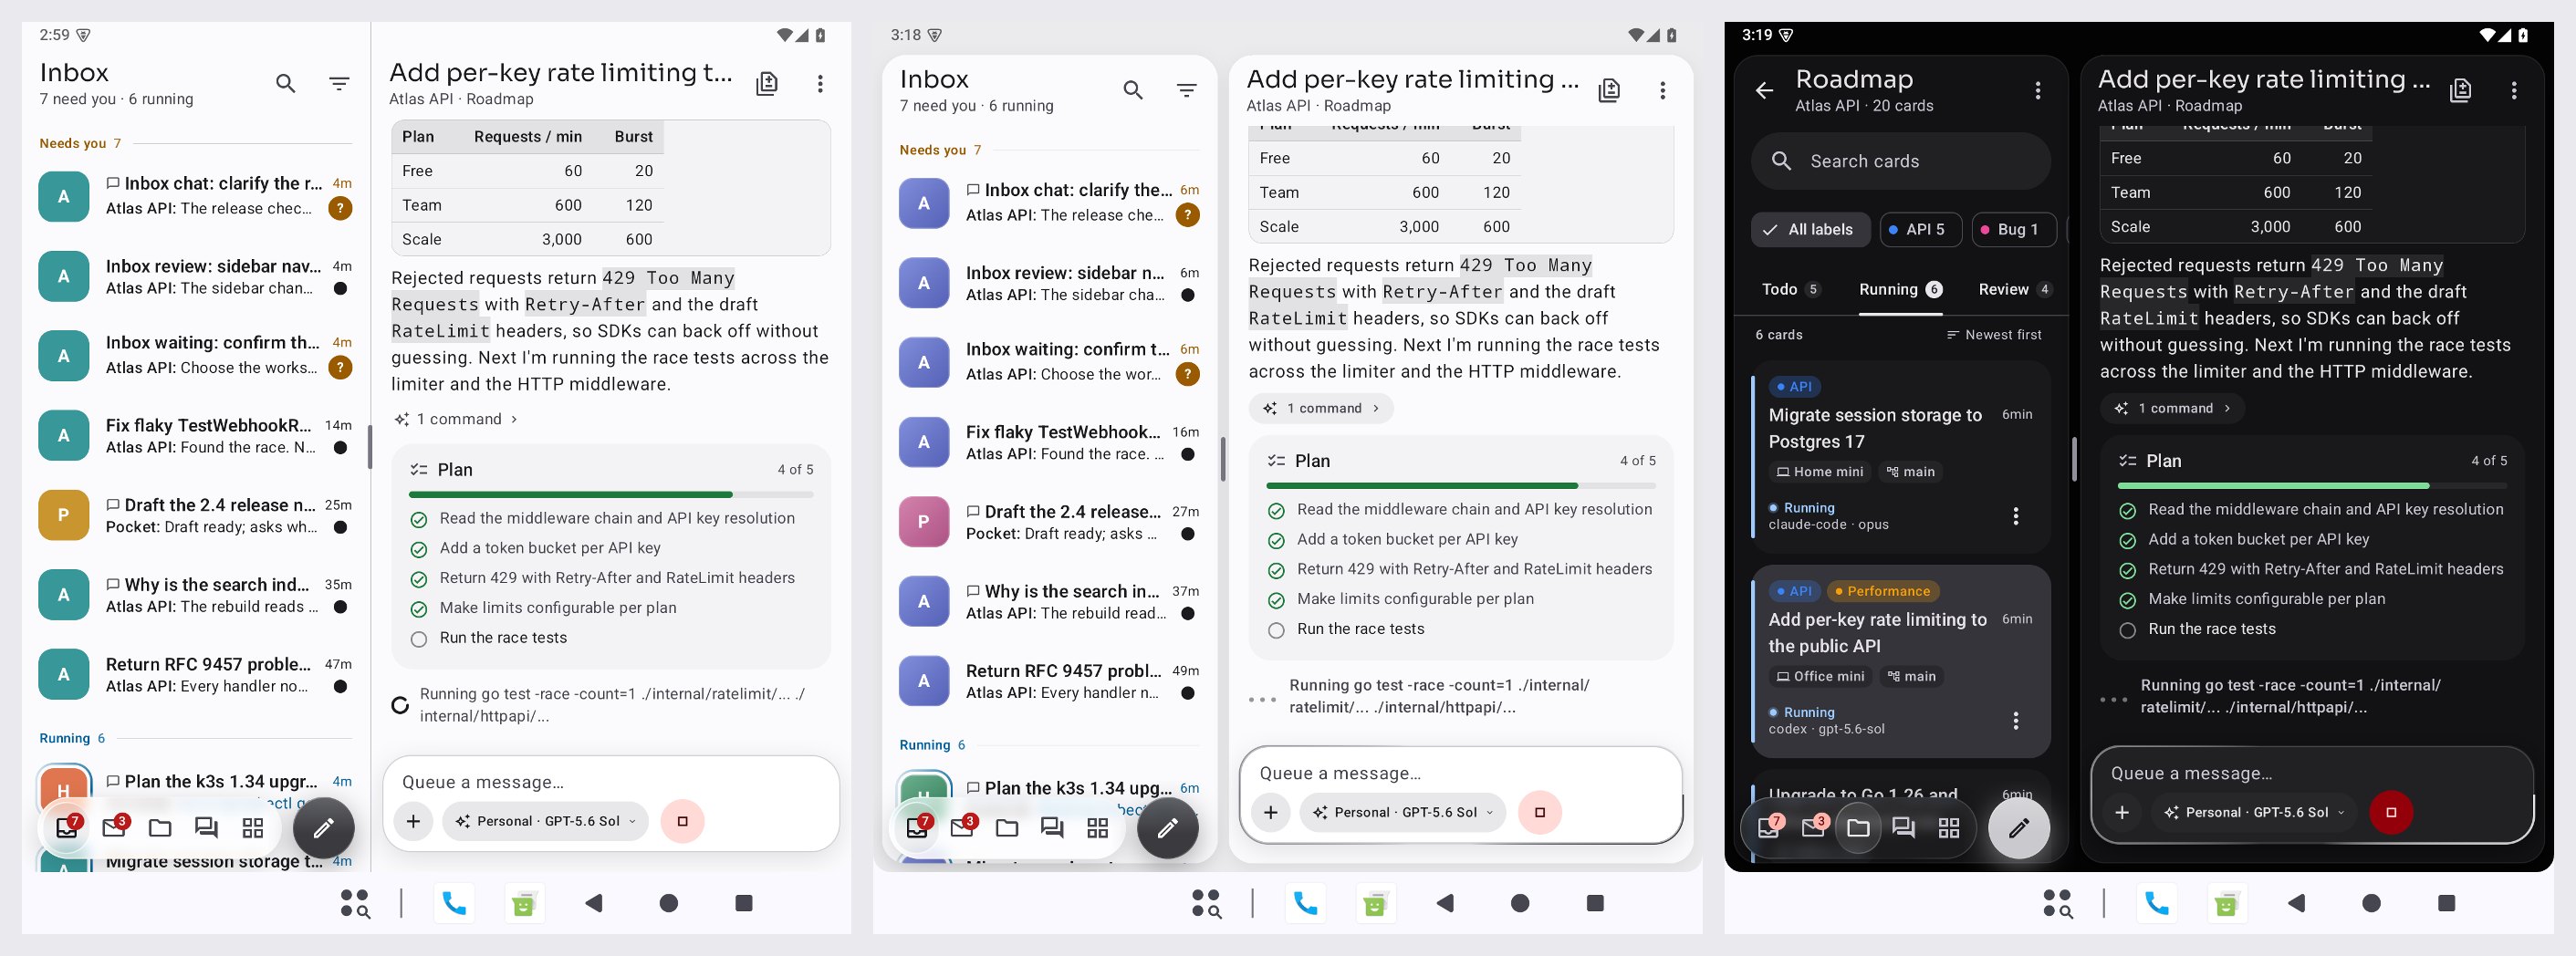 2:59
Inbox
7 need you · 6 running
Needs you 7
A
Inbox chat: clarify the r... 4m
Atlas API: The release chec... ?
A
Inbox review: sidebar nav... 4m
Atlas API: The sidebar chan...
A
Inbox waiting: confirm th... 4m
Atlas API: Choose the works... ?
A
Fix flaky TestWebhookR... 14m
Atlas API: Found the race. N...
P
Draft the 2.4 release n... 25m
Pocket: Draft ready; asks wh...
A
Why is the search ind... 35m
Atlas API: The rebuild reads ...
A
Return RFC 9457 proble... 47m
Atlas API: Every handler no...
Running 6
H
Plan the k3s 1.34 upgr... 4m
7
3
Migrate session storage t... 4m
Add per-key rate limiting t...
Atlas API · Roadmap
Plan Requests / min Burst
Free 60 20
Team 600 120
Scale 3,000 600
Rejected requests return 429 Too Many
Requests with Retry-After and the draft
RateLimit headers, so SDKs can back off without
guessing. Next I'm running the race tests across the
limiter and the HTTP middleware.
1 command
Plan 4 of 5
Read the middleware chain and API key resolution
Add a token bucket per API key
Return 429 with Retry-After and RateLimit headers
Make limits configurable per plan
Run the race tests
Running go test -race -count=1 ./internal/ratelimit/... ./
internal/httpapi/...
Queue a message...
Personal · GPT-5.6 Sol
3:18
Inbox
7 need you · 6 running
Needs you 7
A
Inbox chat: clarify the... 6m
Atlas API: The release che... ?
A
Inbox review: sidebar n... 6m
Atlas API: The sidebar cha...
A
Inbox waiting: confirm t... 6m
Atlas API: Choose the wor... ?
A
Fix flaky TestWebhook... 16m
Atlas API: Found the race. ...
P
Draft the 2.4 release... 27m
Pocket: Draft ready; asks ...
A
Why is the search in... 37m
Atlas API: The rebuild read...
A
Return RFC 9457 probl... 49m
Atlas API: Every handler n...
Running 6
Plan the k3s 1.34 upg... 6m
7
3
Add per-key rate limiting ...
Atlas API · Roadmap
Plan Requests / min Burst
Free 60 20
Team 600 120
Scale 3,000 600
Rejected requests return 429 Too Many
Requests with Retry-After and the draft
RateLimit headers, so SDKs can back off
without guessing. Next I'm running the race tests
across the limiter and the HTTP middleware.
1 command
Plan 4 of 5
Read the middleware chain and API key resolution
Add a token bucket per API key
Return 429 with Retry-After and RateLimit headers
Make limits configurable per plan
Run the race tests
Running go test -race -count=1 ./internal/
ratelimit/... ./internal/httpapi/...
Queue a message...
Personal · GPT-5.6 Sol
3:19
Roadmap
Atlas API · 20 cards
Search cards
All labels API 5 Bug 1
Todo 5 Running 6 Review 4
6 cards Newest first
API
Migrate session storage to 6min
Postgres 17
Home mini main
Running
claude-code · opus
API Performance
Add per-key rate limiting to 6min
the public API
Office mini main
Running
codex · gpt-5.6-sol
Upgrade to Go 1.26 and 6min
7
3
Add per-key rate limiting ...
Atlas API · Roadmap
Plan Requests / min Burst
Free 60 20
Team 600 120
Scale 3,000 600
Rejected requests return 429 Too Many
Requests with Retry-After and the draft
RateLimit headers, so SDKs can back off
without guessing. Next I'm running the race tests
across the limiter and the HTTP middleware.
1 command
Plan 4 of 5
Read the middleware chain and API key resolution
Add a token bucket per API key
Return 429 with Retry-After and RateLimit headers
Make limits configurable per plan
Run the race tests
Running go test -race -count=1 ./internal/
ratelimit/... ./internal/httpapi/...
Queue a message...
Personal · GPT-5.6 Sol